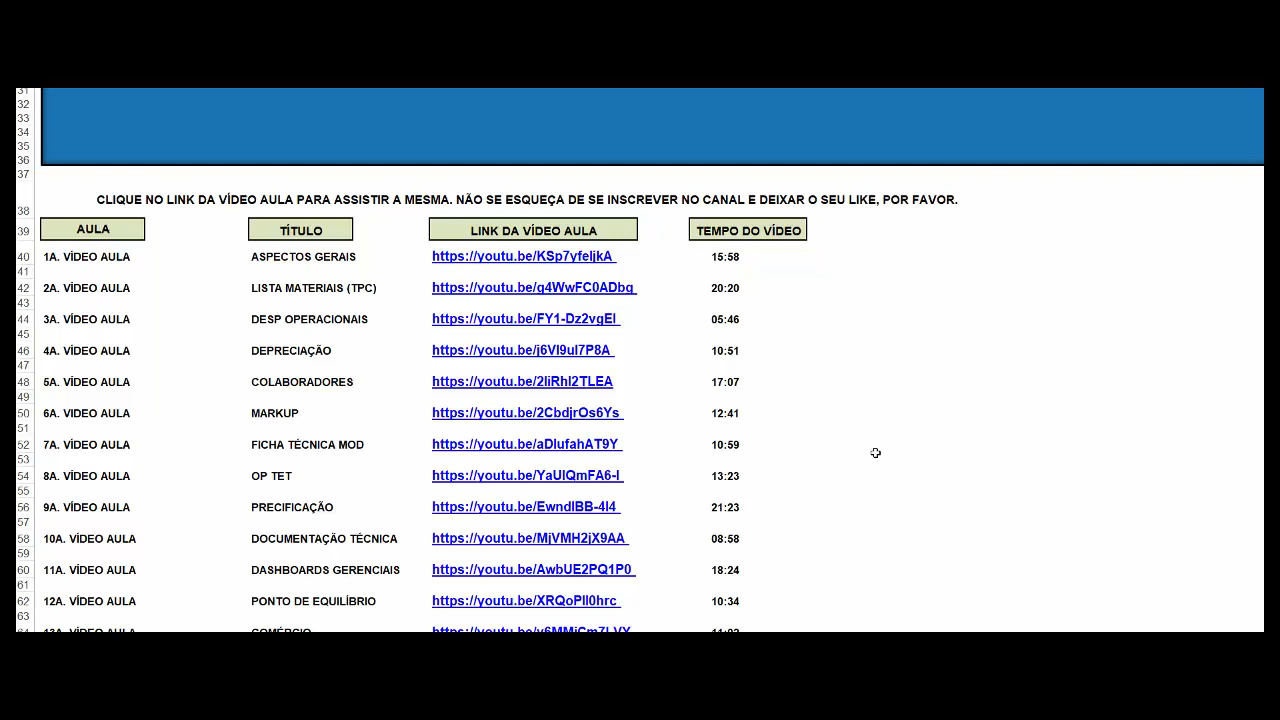 31
32
33
34
35
36
37
38 CLIQUE NO LINK DA VÍDEO AULA PARA ASSISTIR A MESMA. NÃO SE ESQUEÇA DE SE INSCREVER NO CANAL E DEIXAR O SEU LIKE, POR FAVOR.
39 AULA TÍTULO LINK DA VÍDEO AULA TEMPO DO VÍDEO
40 1A. VÍDEO AULA ASPECTOS GERAIS https://youtu.be/KSp7yfeIjkA 15:58
41
42 2A. VÍDEO AULA LISTA MATERIAIS (TPC) https://youtu.be/g4WwFC0ADbg 20:20
43
44 3A. VÍDEO AULA DESP OPERACIONAIS https://youtu.be/FY1-Dz2vgEI 05:46
45
46 4A. VÍDEO AULA DEPRECIAÇÃO https://youtu.be/j6VI9ul7P8A 10:51
47
48 5A. VÍDEO AULA COLABORADORES https://youtu.be/2IiRhl2TLEA 17:07
49
50 6A. VIDEO AULA MARKUP https://youtu.be/2CbdjrOs6Ys 12:41
51
52 7A. VÍDEO AULA FICHA TÉCNICA MOD https://youtu.be/aDlufahAT9Y 10:59
53
54 8A. VÍDEO AULA OP TET https://youtu.be/YaUIQmFA6-I 13:23
55
56 9A. VÍDEO AULA PRECIFICAÇÃO https://youtu.be/EwndIBB-4I4 21:23
57
58 10A. VÍDEO AULA DOCUMENTAÇÃO TÉCNICA https://youtu.be/MjVMH2jX9AA 08:58
59
60 11A. VÍDEO AULA DASHBOARDS GERENCIAIS https://youtu.be/AwbUE2PQ1P0 18:24
61
62 12A. VÍDEO AULA PONTO DE EQUILÍBRIO https://youtu.be/XRQoPll0hrc 10:34
63
64 13A. VÍDEO AULA COMÉRCIO